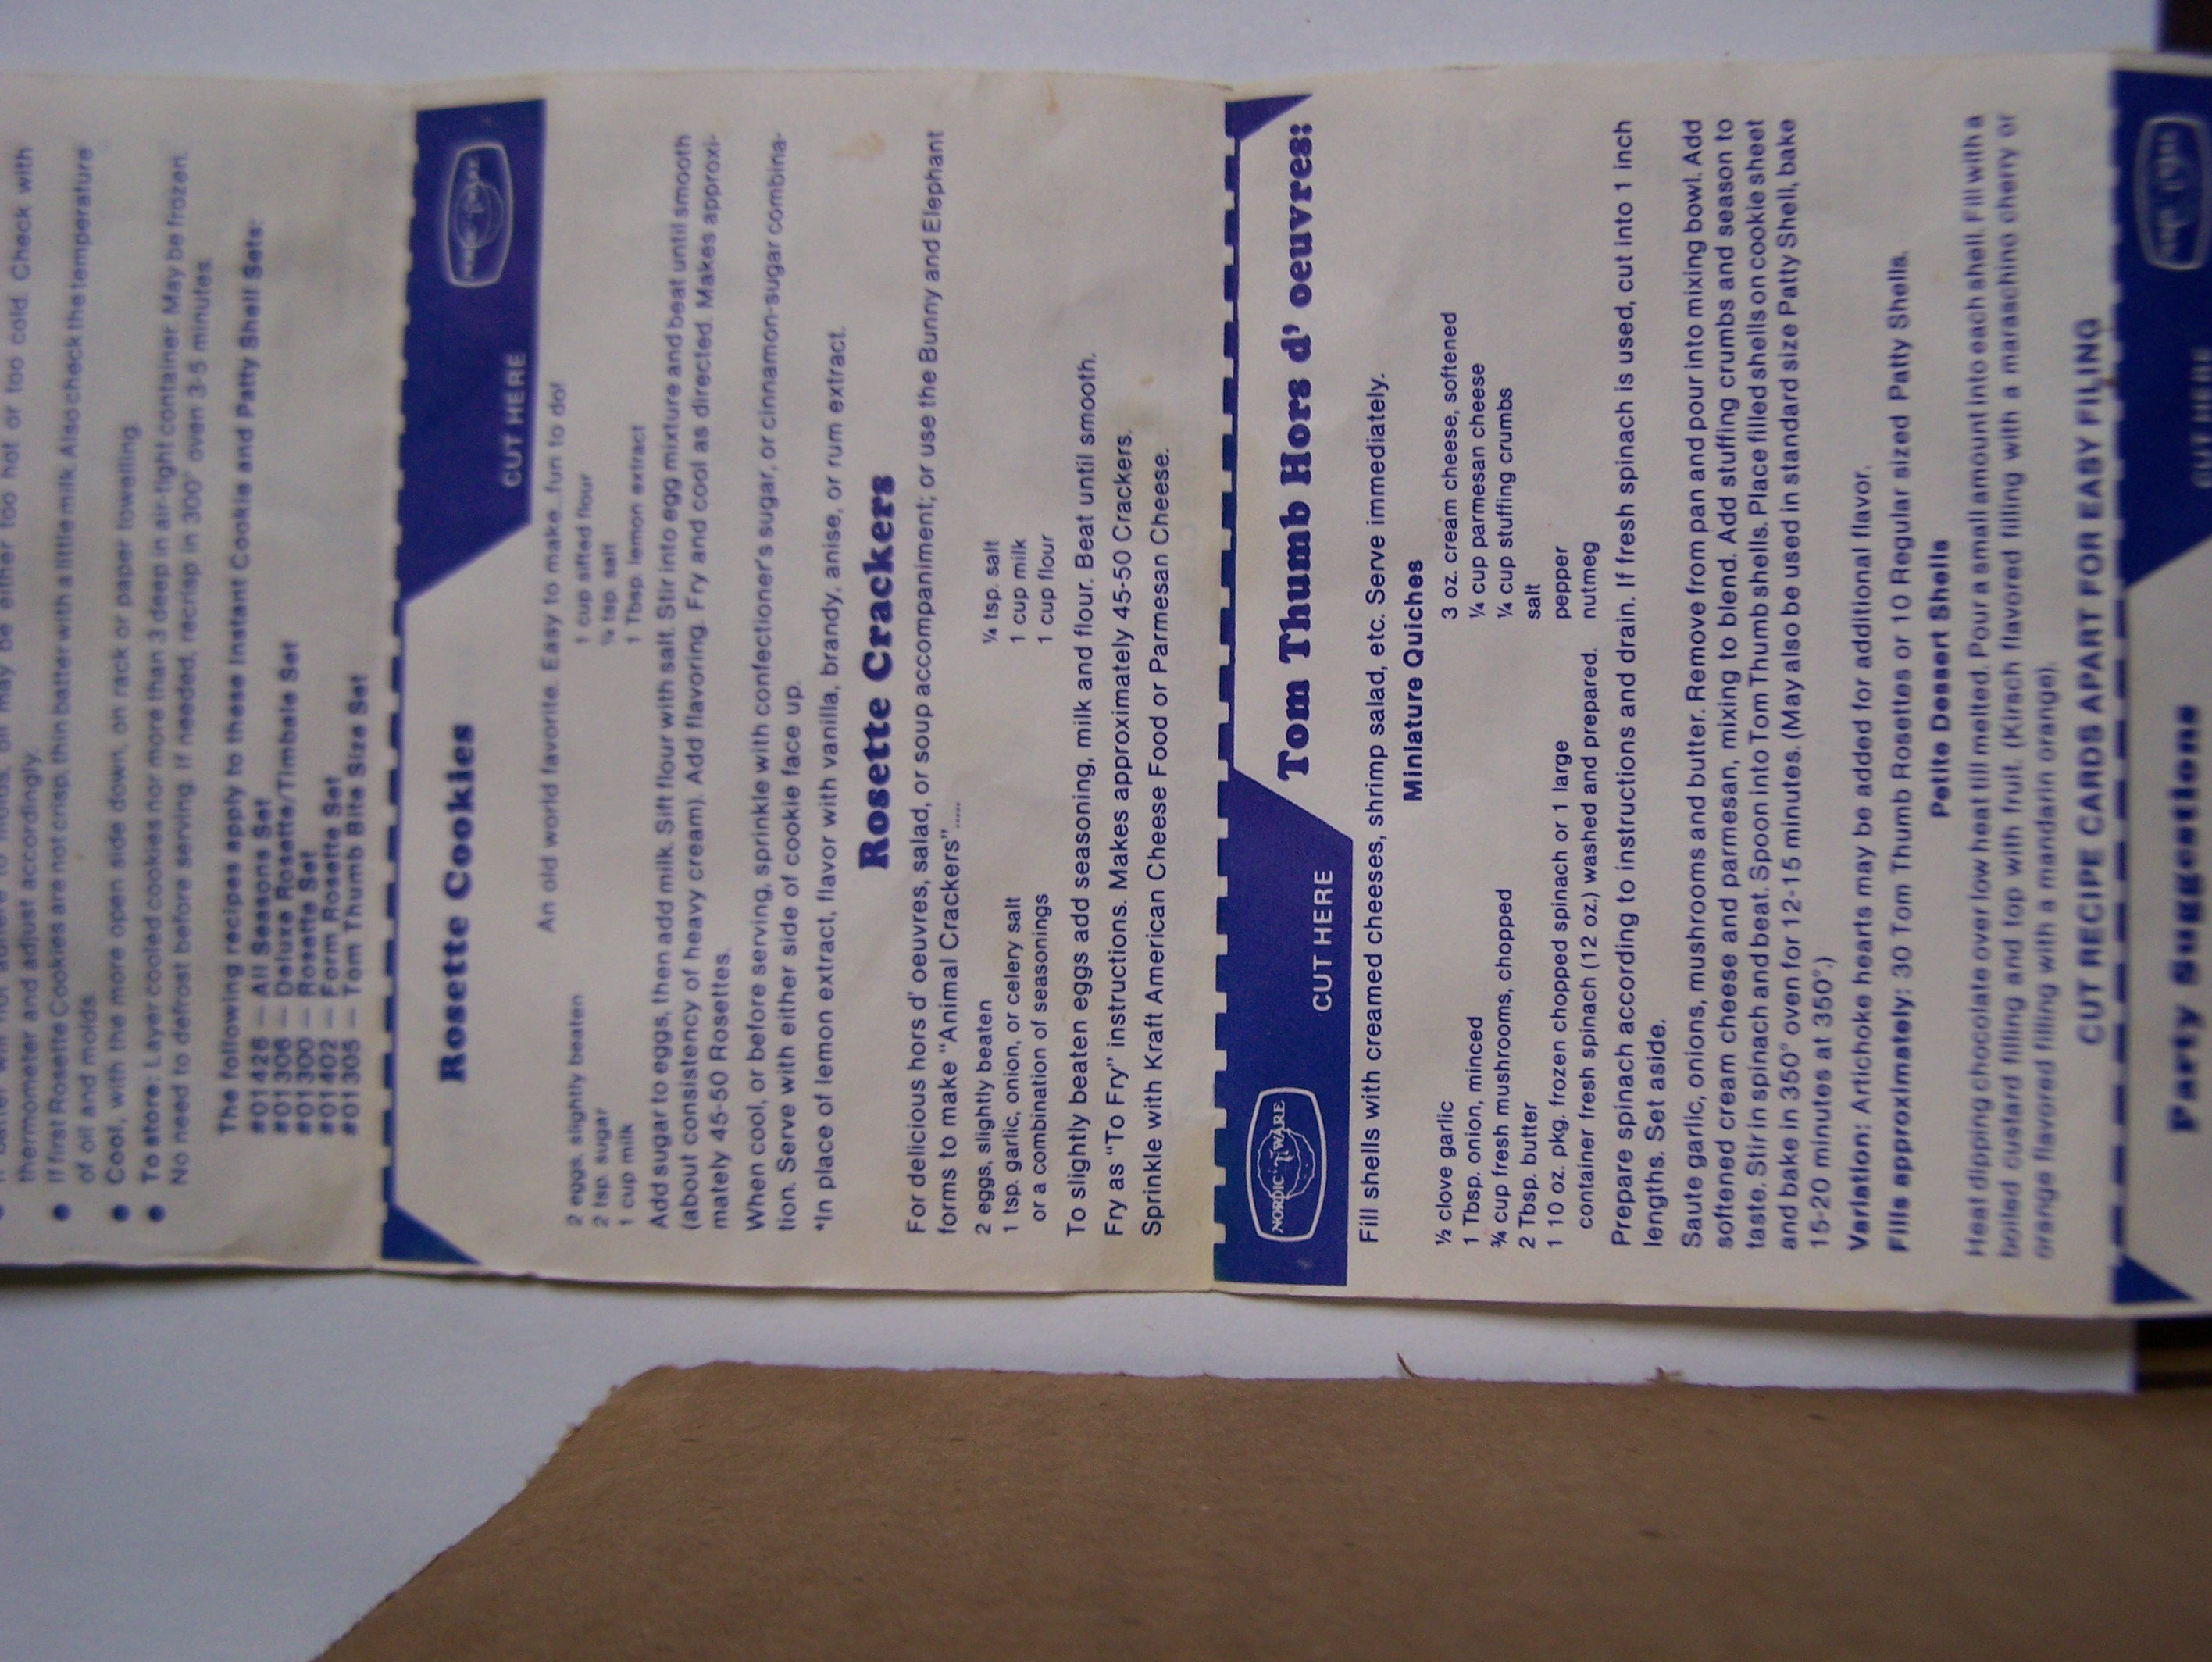 too hot or too cold. Check with
thermometer and adjust accordingly.
● If first Rosette Cookies are not crisp, thin batter with a little milk. Also check the temperature
of oil and molds.
● Cool, with the more open side down, on rack or paper towelling.
● To store: Layer cooled cookies no more than 3 deep in air-tight container. May be frozen.
No need to defrost before serving. If needed, recrisp in 300° oven 3-5 minutes.
The following recipes apply to these Instant Cookie and Patty Shell Sets:
#01426 — All Seasons Set
#01306 — Deluxe Rosette/Timbale Set
#01300 — Rosette Set
#01402 — Form Rosette Set
#01305 — Tom Thumb Bite Size Set
Rosette Cookies
CUT HERE
NORDIC WARE
An old world favorite. Easy to make...fun to do!
2 eggs, slightly beaten
2 tsp. sugar
1 cup milk
1 cup sifted flour
¼ tsp. salt
1 Tbsp. lemon extract
Add sugar to eggs, then add milk. Sift flour with salt. Stir into egg mixture and beat until smooth
(about consistency of heavy cream). Add flavoring. Fry and cool as directed. Makes approxi-
mately 45-50 Rosettes.
When cool, or before serving, sprinkle with confectioner's sugar, or cinnamon-sugar combina-
tion. Serve with either side of cookie face up.
*In place of lemon extract, flavor with vanilla, brandy, anise, or rum extract.
Rosette Crackers
For delicious hors d' oeuvres, salad, or soup accompaniment; or use the Bunny and Elephant
forms to make "Animal Crackers".....
2 eggs, slightly beaten
1 tsp. garlic, onion, or celery salt
or a combination of seasonings
¼ tsp. salt
1 cup milk
1 cup flour
To slightly beaten eggs add seasoning, milk and flour. Beat until smooth.
Fry as "To Fry" instructions. Makes approximately 45-50 Crackers.
Sprinkle with Kraft American Cheese Food or Parmesan Cheese.
NORDIC WARE
CUT HERE
Tom Thumb Hors d' oeuvres:
Fill shells with creamed cheeses, shrimp salad, etc. Serve immediately.
Miniature Quiches
½ clove garlic
1 Tbsp. onion, minced
¾ cup fresh mushrooms, chopped
2 Tbsp. butter
1 10 oz. pkg. frozen chopped spinach or 1 large
container fresh spinach (12 oz.) washed and prepared.
3 oz. cream cheese, softened
¼ cup parmesan cheese
¼ cup stuffing crumbs
salt
pepper
nutmeg
Prepare spinach according to instructions and drain. If fresh spinach is used, cut into 1 inch
lengths. Set aside.
Saute garlic, onions, mushrooms and butter. Remove from pan and pour into mixing bowl. Add
softened cream cheese and parmesan, mixing to blend. Add stuffing crumbs and season to
taste. Stir in spinach and beat. Spoon into Tom Thumb shells. Place filled shells on cookie sheet
and bake in 350° oven for 12-15 minutes. (May also be used in standard size Patty Shell, bake
15-20 minutes at 350°.)
Variation: Artichoke hearts may be added for additional flavor.
Fills approximately: 30 Tom Thumb Rosettes or 10 Regular sized Patty Shells.
Petite Dessert Shells
Heat dipping chocolate over low heat till melted. Pour a small amount into each shell. Fill with a
boiled custard filling and top with fruit. (Kirsch flavored filling with a maraschino cherry or
orange flavored filling with a mandarin orange).
CUT RECIPE CARDS APART FOR EASY FILING
Party Suggestions
CUT HERE